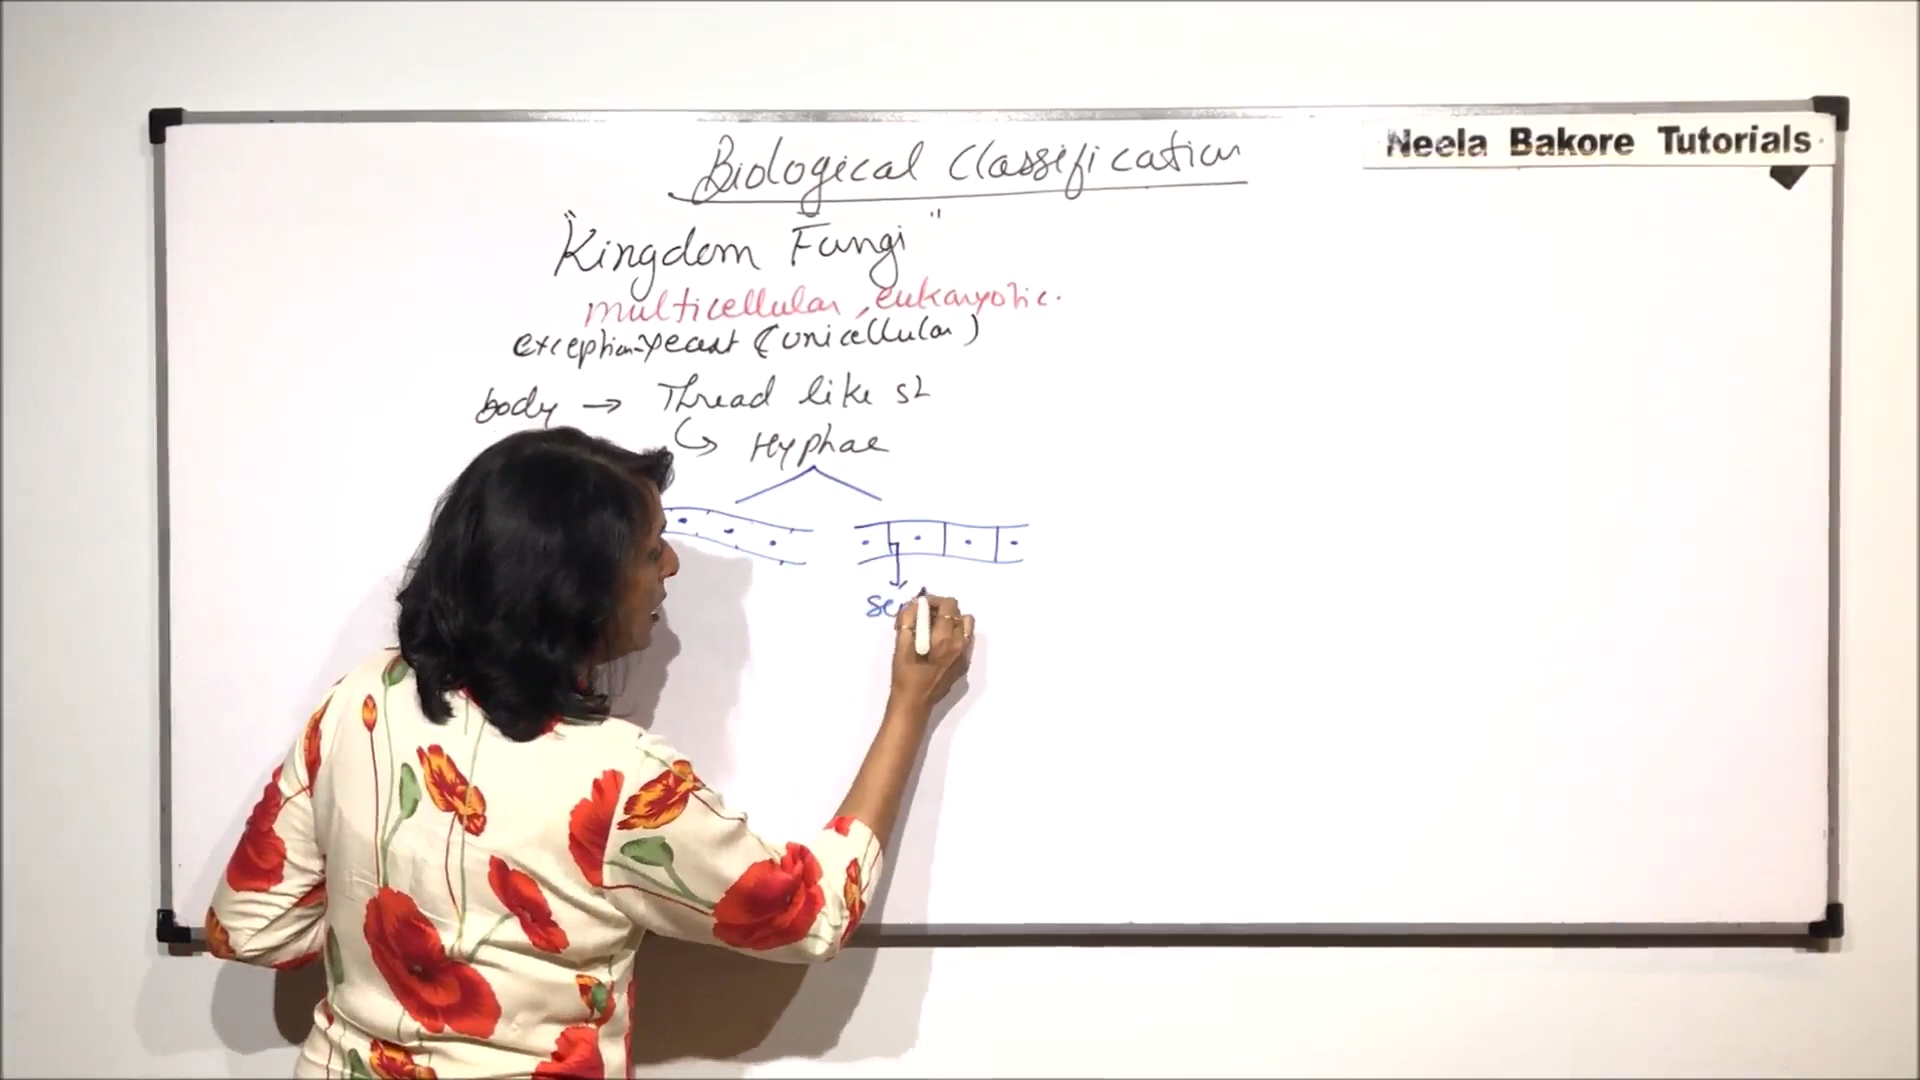 Biological Classification
Neela Bakore Tutorials
"Kingdom Fungi"
multicellular, eukaryotic.
exception-yeast (unicellular)
body → Thread like st
↳ Hyphae